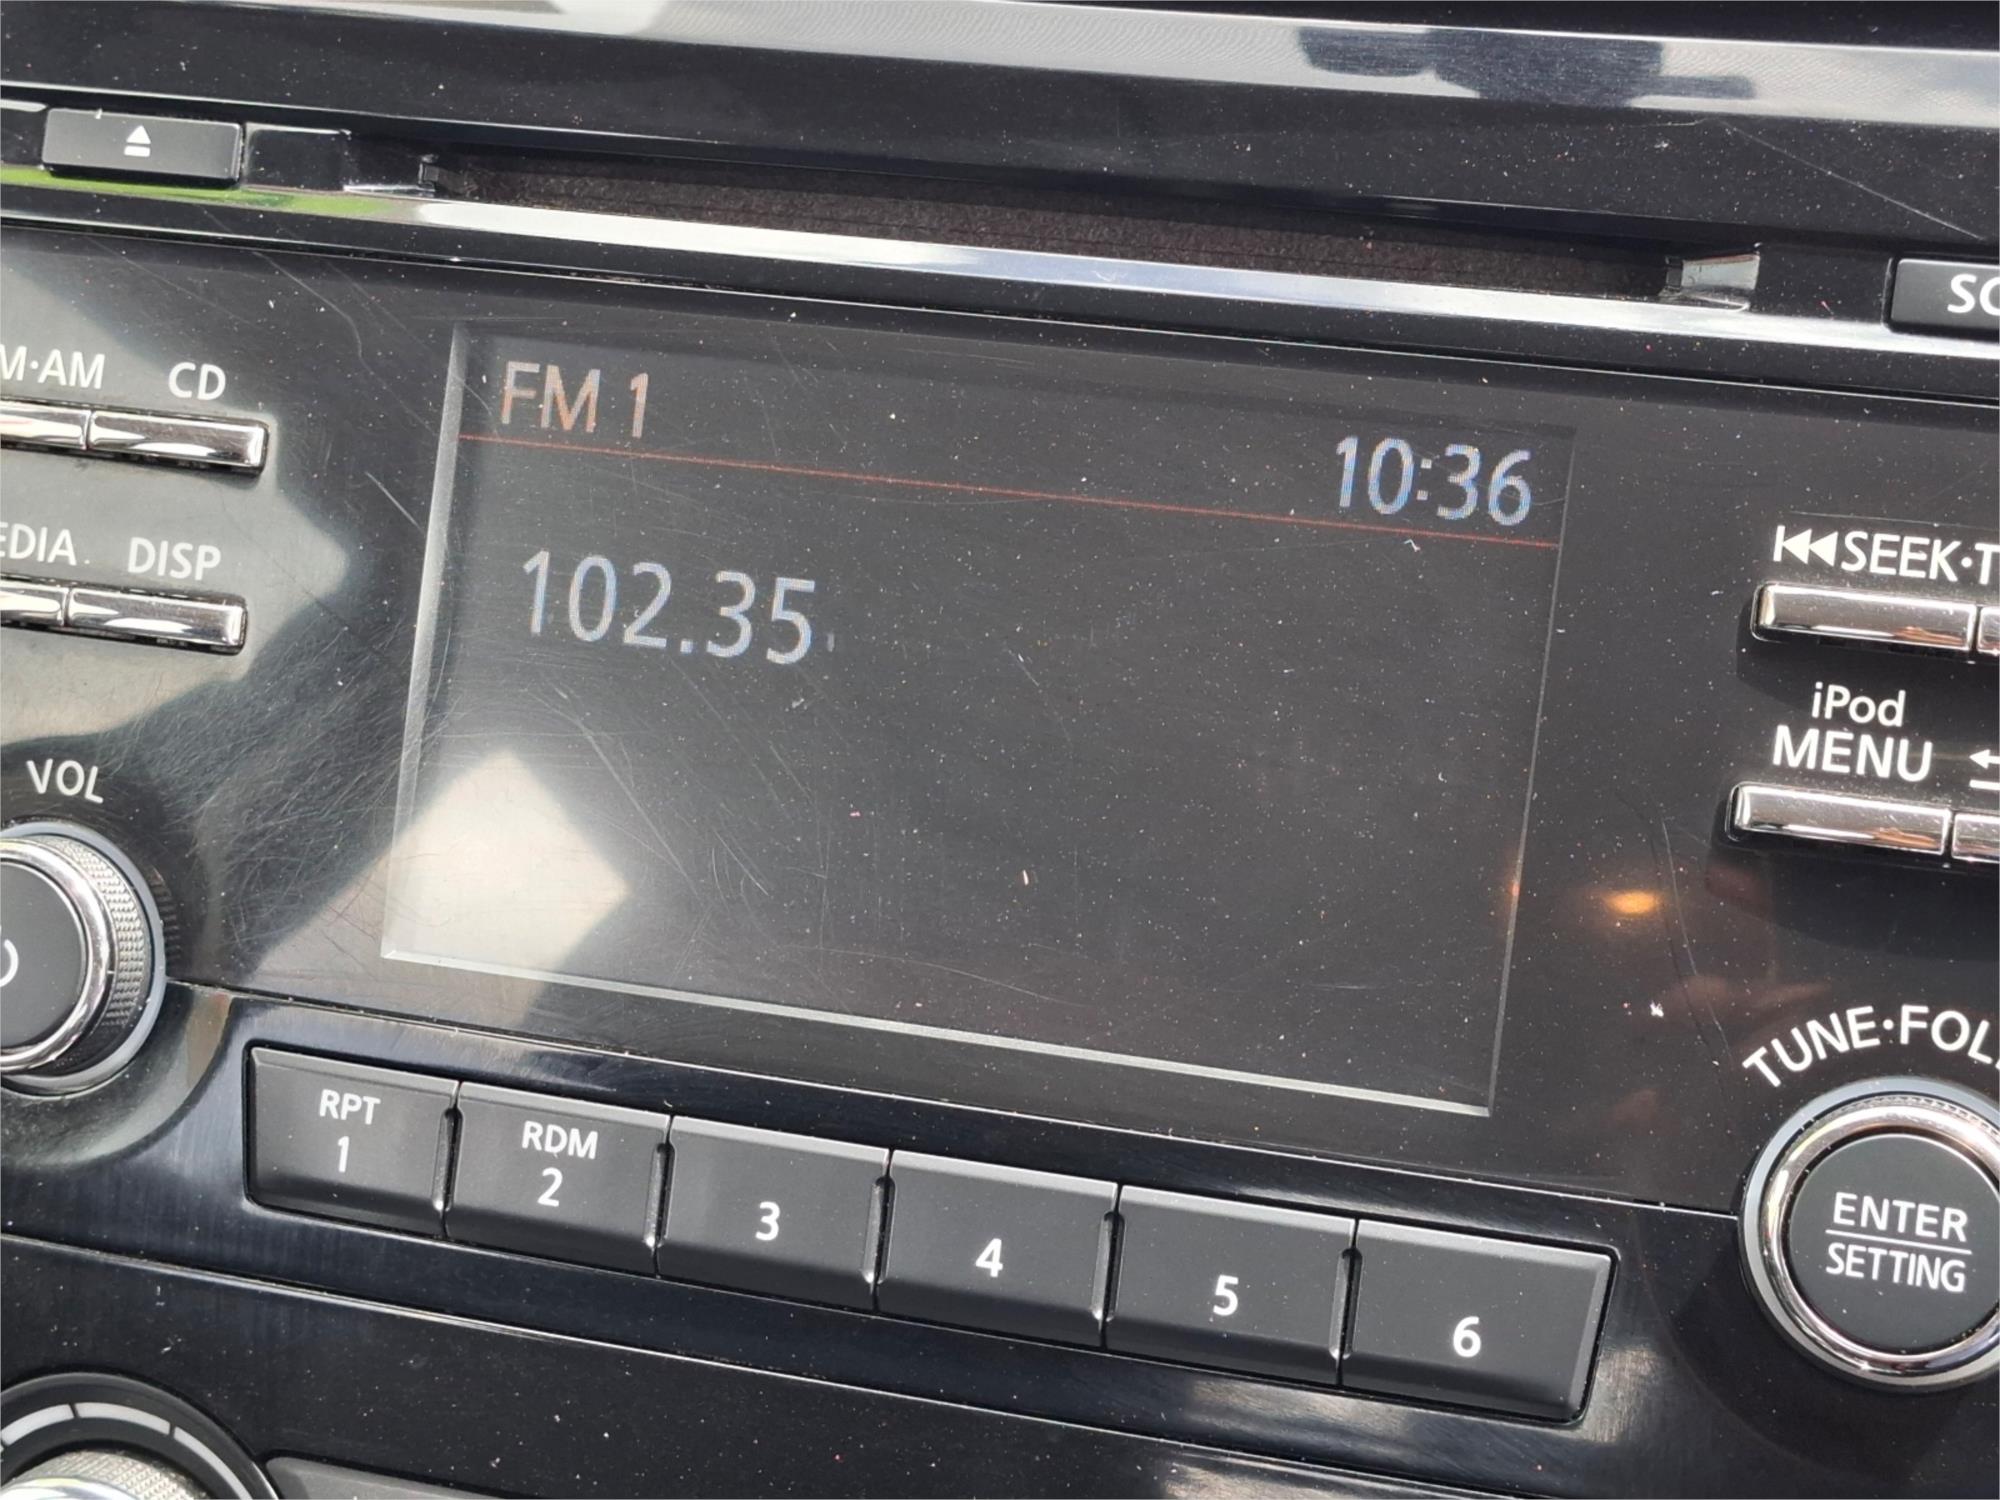 SC
M·AM CD
FM 1
10:36
SEEK·T
EDIA DISP
102.35
iPod
MENU
VOL
TUNE·FOL
RPT
1
RDM
2
3
4
5
6
ENTER
SETTING